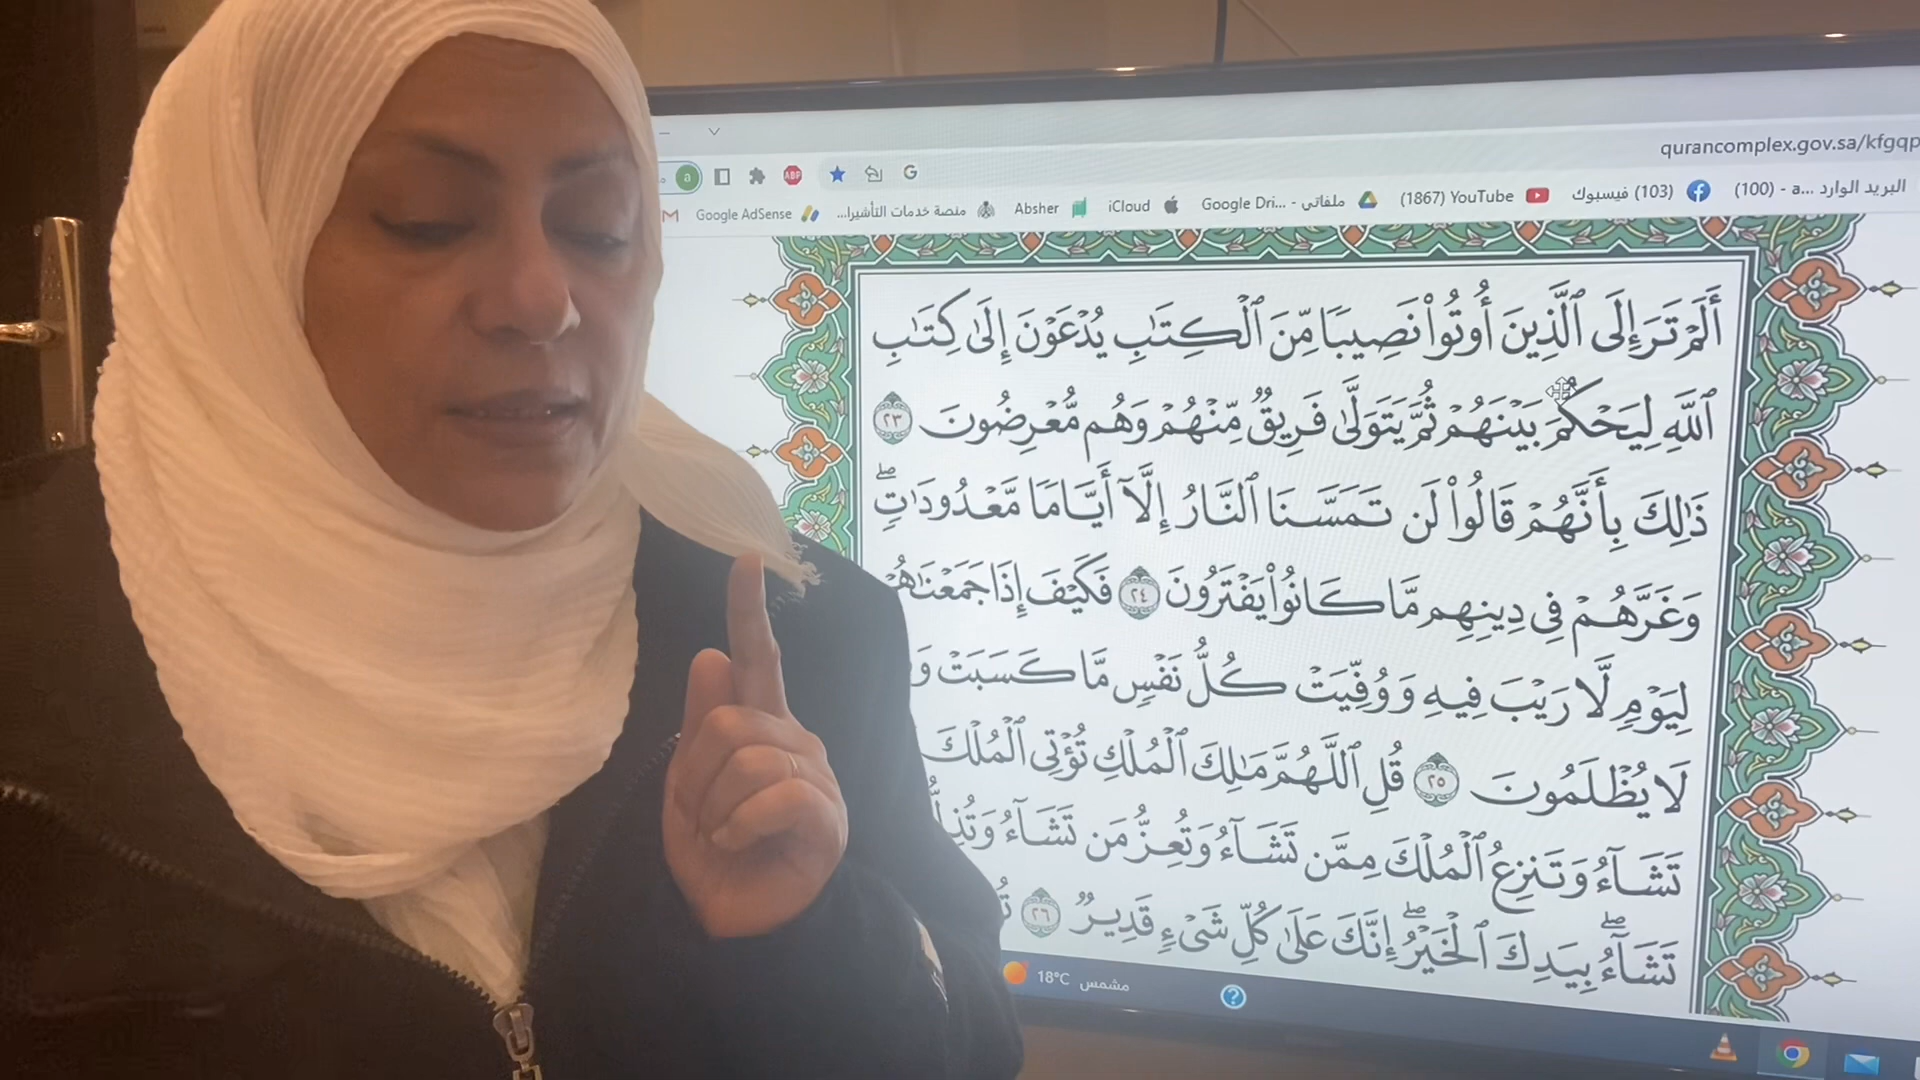 qurancomplex.gov.sa/kfgqp
a
ABP
G
البريد الوارد (100) - a...
(103) فيسبوك
(1867) YouTube
ملفاتي - Google Dri...
iCloud
Absher
منصة خدمات التأشيرا...
Google AdSense
أَلَمْ تَرَ إِلَى ٱلَّذِينَ أُوتُوا۟ نَصِيبًا مِّنَ ٱلْكِتَـٰبِ يُدْعَوْنَ إِلَىٰ كِتَـٰبِ
ٱللَّهِ لِيَحْكُمَ بَيْنَهُمْ ثُمَّ يَتَوَلَّىٰ فَرِيقٌ مِّنْهُمْ وَهُم مُّعْرِضُونَ ٢٣
ذَٰلِكَ بِأَنَّهُمْ قَالُوا۟ لَن تَمَسَّنَا ٱلنَّارُ إِلَّآ أَيَّامًا مَّعْدُودَٰتٍۖ
وَغَرَّهُمْ فِى دِينِهِم مَّا كَانُوا۟ يَفْتَرُونَ ٢٤ فَكَيْفَ إِذَا جَمَعْنَـٰهُمْ
لِيَوْمٍ لَّا رَيْبَ فِيهِ وَوُفِّيَتْ كُلُّ نَفْسٍ مَّا كَسَبَتْ وَ
لَا يُظْلَمُونَ ٢٥ قُلِ ٱللَّهُمَّ مَـٰلِكَ ٱلْمُلْكِ تُؤْتِى ٱلْمُلْكَ
تَشَآءُ وَتَنزِعُ ٱلْمُلْكَ مِمَّن تَشَآءُ وَتُعِزُّ مَن تَشَآءُ وَتُذِلُّ
تَشَآءُۖ بِيَدِكَ ٱلْخَيْرُۖ إِنَّكَ عَلَىٰ كُلِّ شَىْءٍ قَدِيرٌ ٢٦
18°C مشمس